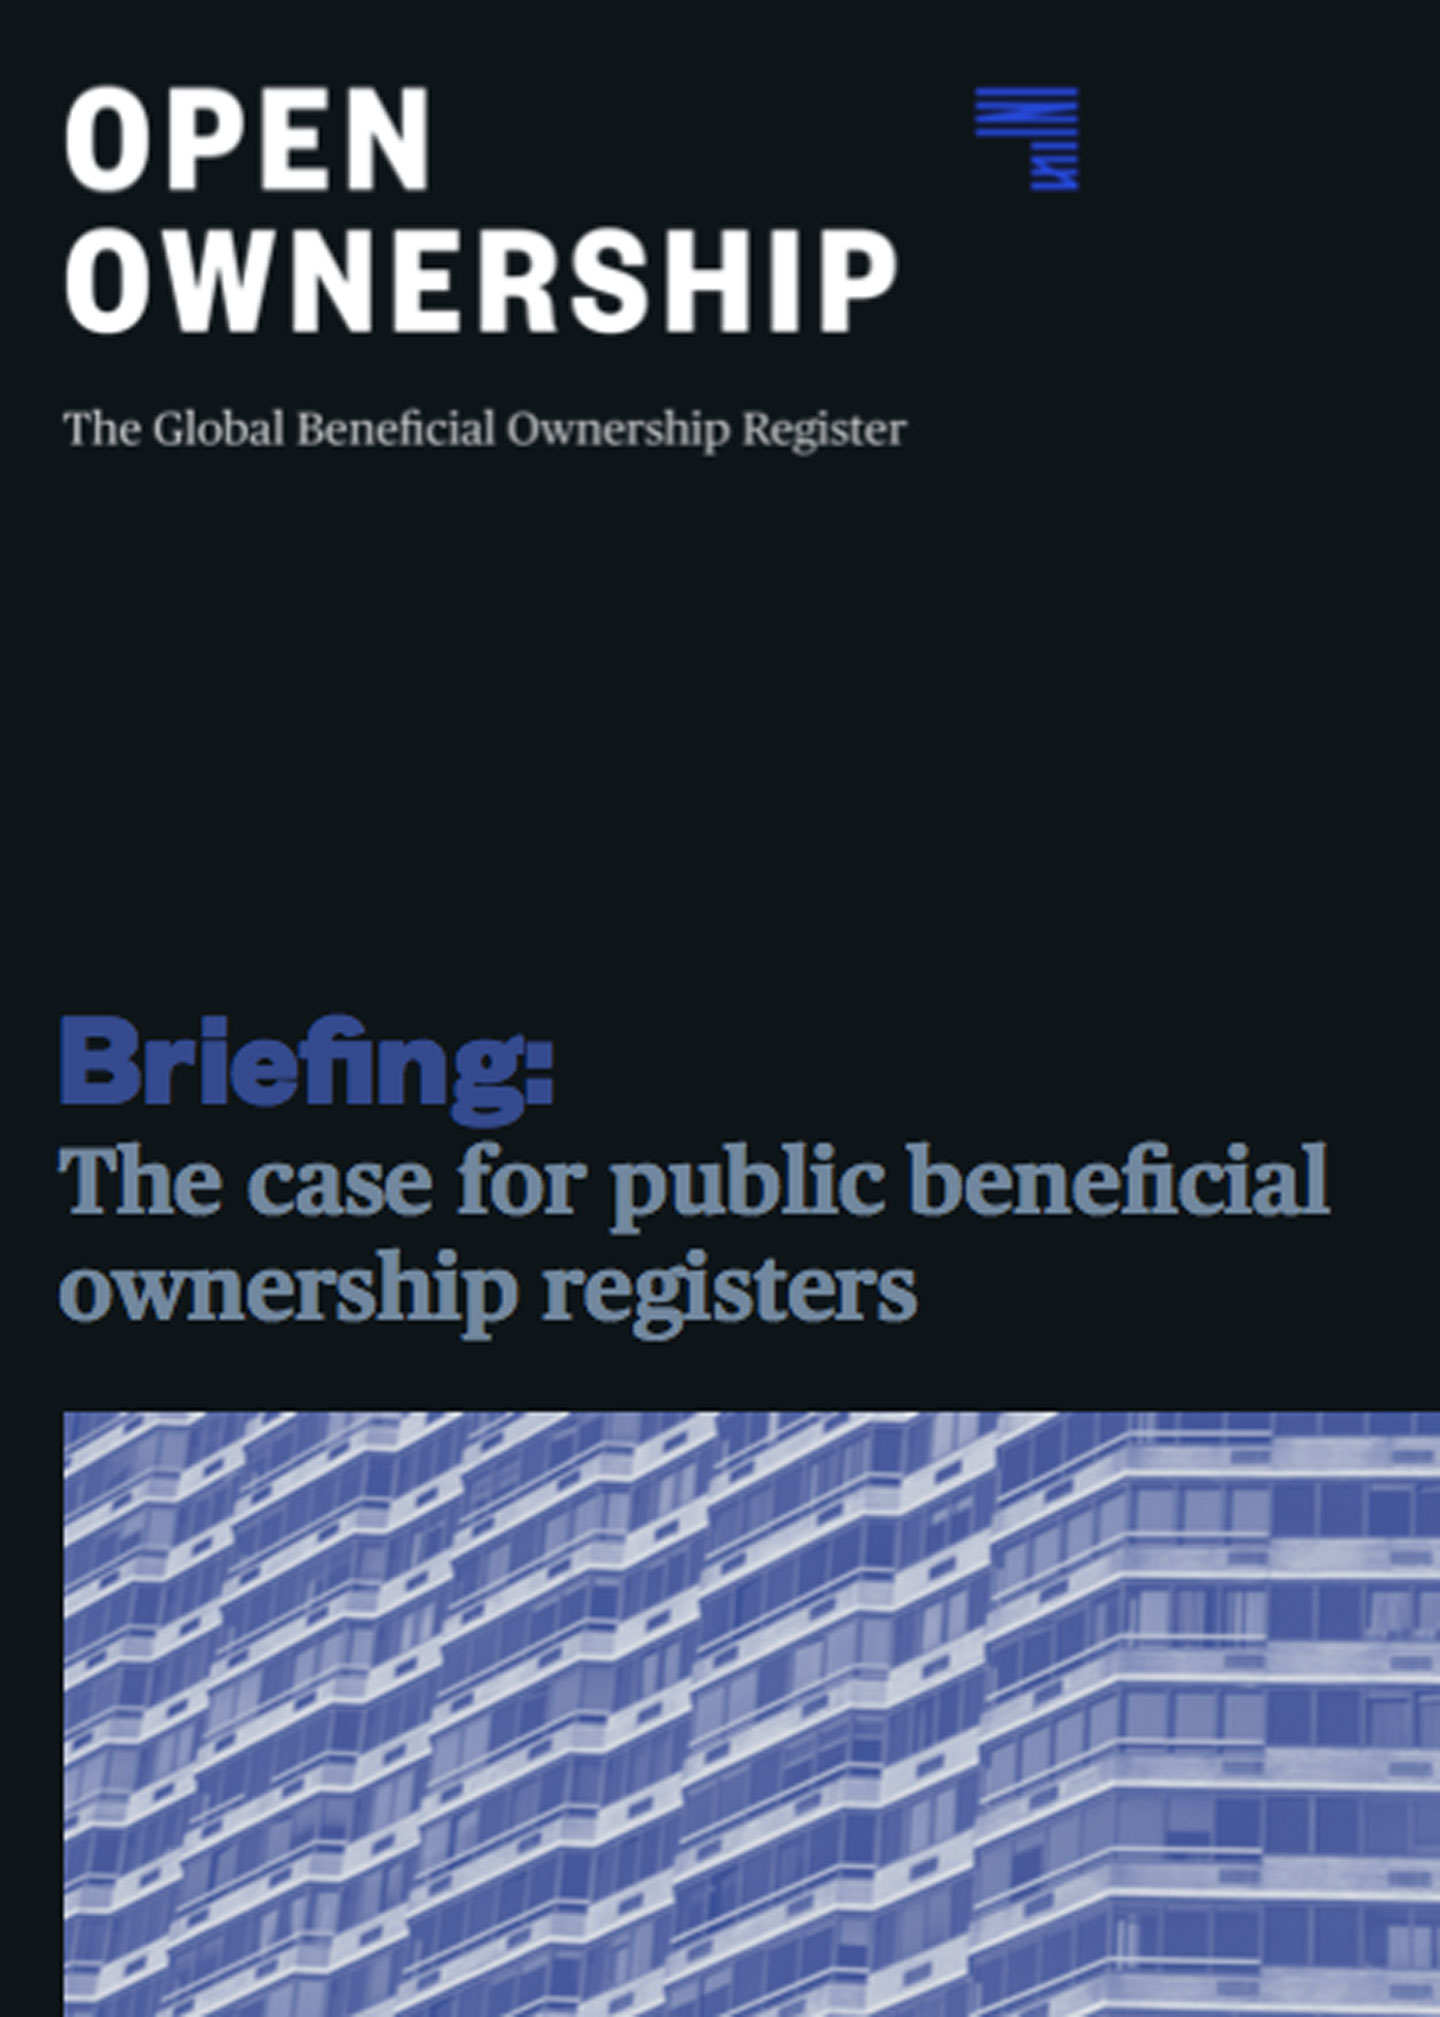 OPEN
OWNERSHIP
The Global Beneficial Ownership Register
Briefing:
The case for public beneficial
ownership registers